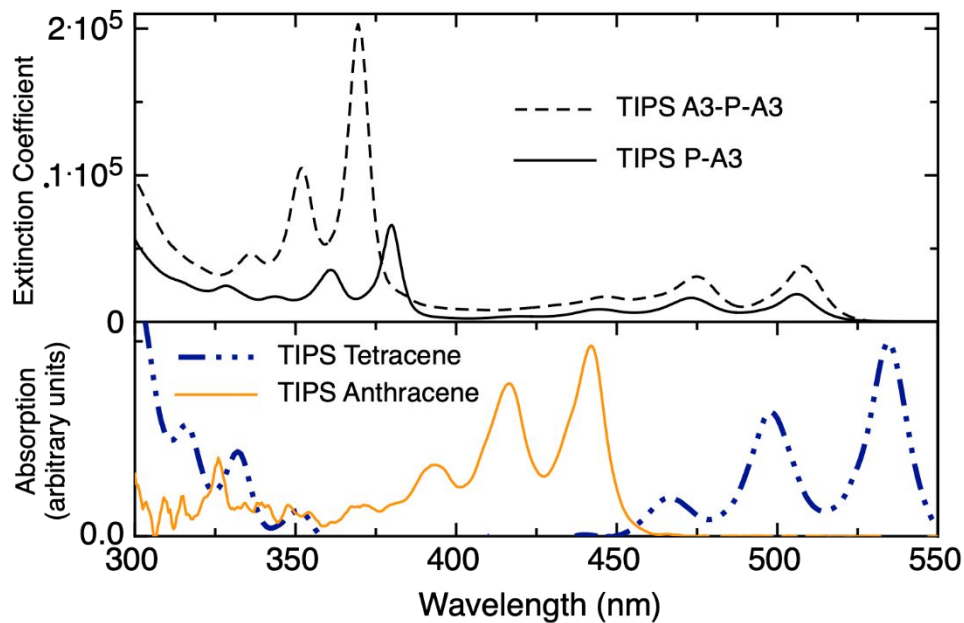 2·10⁵
.1·10⁵
0
Extinction Coefficient
TIPS A3-P-A3
TIPS P-A3
TIPS Tetracene
TIPS Anthracene
Absorption
(arbitrary units)
0.0
300 350 400 450 500 550
Wavelength (nm)